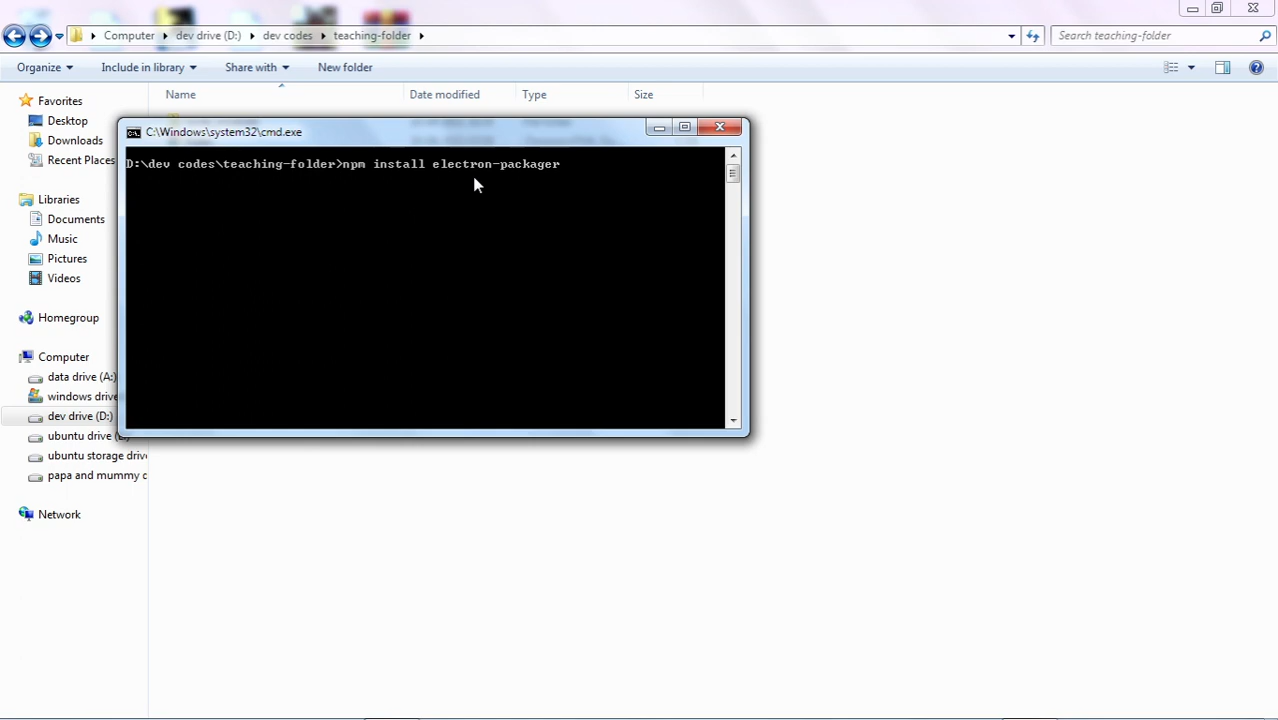 Computer dev drive (D:) dev codes teaching-folder
Search teaching-folder
Organize Include in library Share with New folder
Name Date modified Type Size
Favorites
Desktop
Downloads
Recent Places
Libraries
Documents
Music
Pictures
Videos
Homegroup
Computer
data drive (A:)
windows drive
dev drive (D:)
ubuntu drive
ubuntu storage drive
papa and mummy d
Network
C:\Windows\system32\cmd.exe
D:\dev codes\teaching-folder>npm install electron-packager